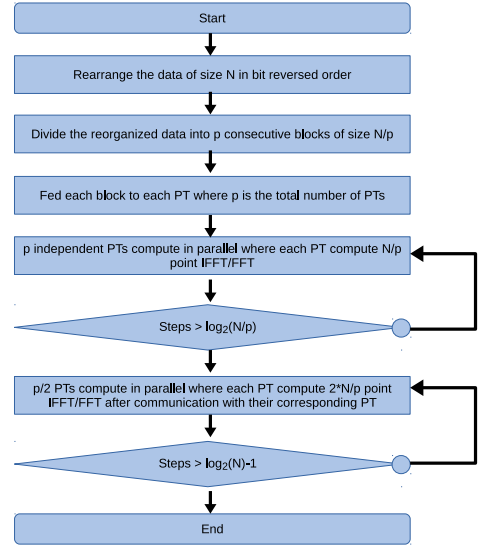 Start
Rearrange the data of size N in bit reversed order
Divide the reorganized data into p consecutive blocks of size N/p
Fed each block to each PT where p is the total number of PTs
p independent PTs compute in parallel where each PT compute N/p
point IFFT/FFT
Steps > log₂(N/p)
p/2 PTs compute in parallel where each PT compute 2*N/p point
IFFT/FFT after communication with their corresponding PT
Steps > log₂(N)-1
End